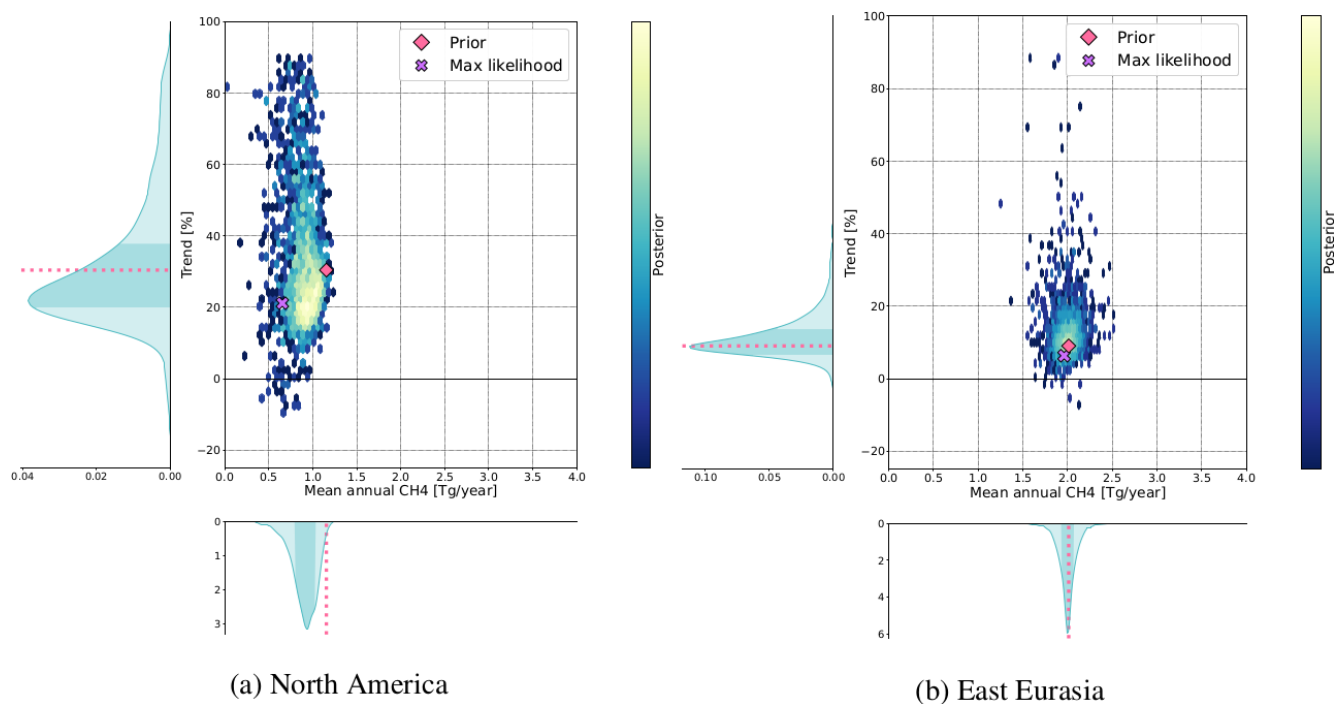 100
80
60
40
20
0
−20
Trend [%]
Prior
Max likelihood
0.0 0.5 1.0 1.5 2.0 2.5 3.0 3.5 4.0
Mean annual CH4 [Tg/year]
0.04 0.02 0.00
Posterior
0
1
2
3
(a) North America
100
80
60
40
20
0
−20
Trend [%]
Prior
Max likelihood
0.0 0.5 1.0 1.5 2.0 2.5 3.0 3.5 4.0
Mean annual CH4 [Tg/year]
0.10 0.05 0.00
Posterior
0
2
4
6
(b) East Eurasia